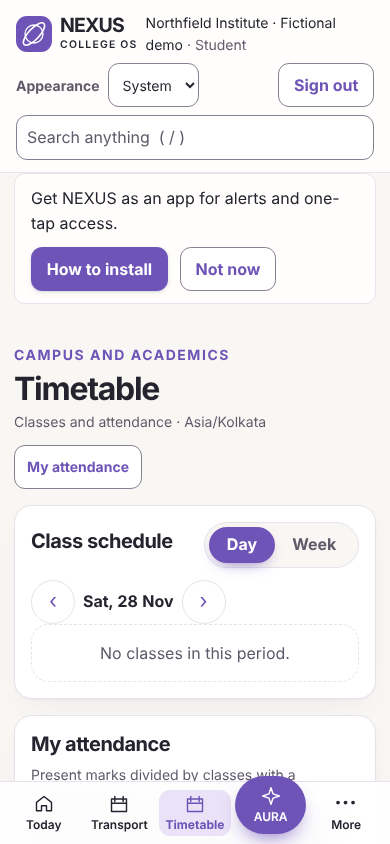 NEXUS
COLLEGE OS
Northfield Institute · Fictional
demo · Student
Appearance
System
Sign out
Search anything ( / )
Get NEXUS as an app for alerts and one-
tap access.
How to install
Not now
CAMPUS AND ACADEMICS
Timetable
Classes and attendance · Asia/Kolkata
My attendance
Class schedule
Day
Week
‹
Sat, 28 Nov
›
No classes in this period.
My attendance
Present marks divided by classes with a
Today
Transport
Timetable
AURA
More